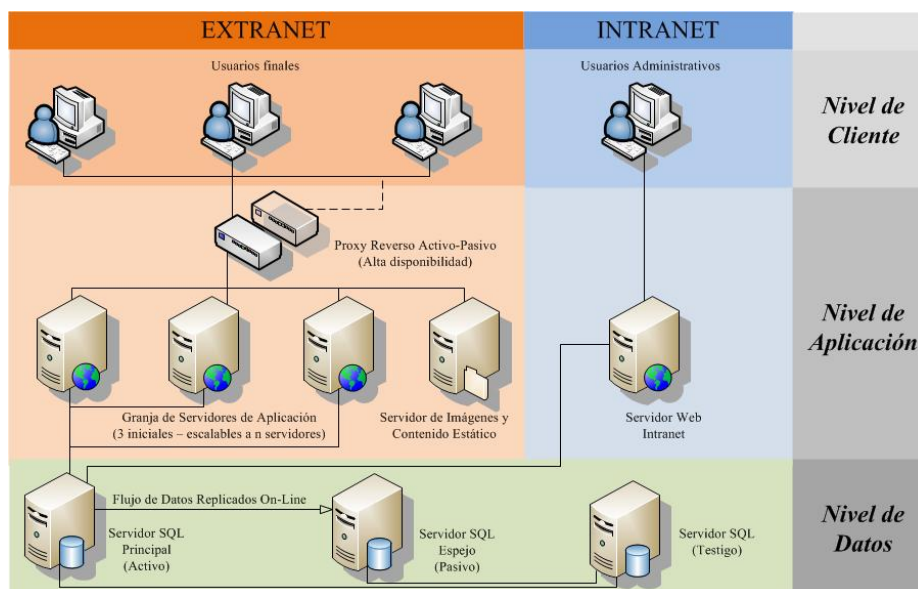 EXTRANET
INTRANET
Usuarios finales
Usuarios Administrativos
Nivel de
Cliente
Proxy Reverso Activo-Pasivo
(Alta disponibilidad)
Nivel de
Aplicación
Granja de Servidores de Aplicación
(3 iniciales – escalables a n servidores)
Servidor de Imágenes y
Contenido Estático
Servidor Web
Intranet
Flujo de Datos Replicados On-Line
Servidor SQL
Principal
(Activo)
Servidor SQL
Espejo
(Pasivo)
Servidor SQL
(Testigo)
Nivel de
Datos